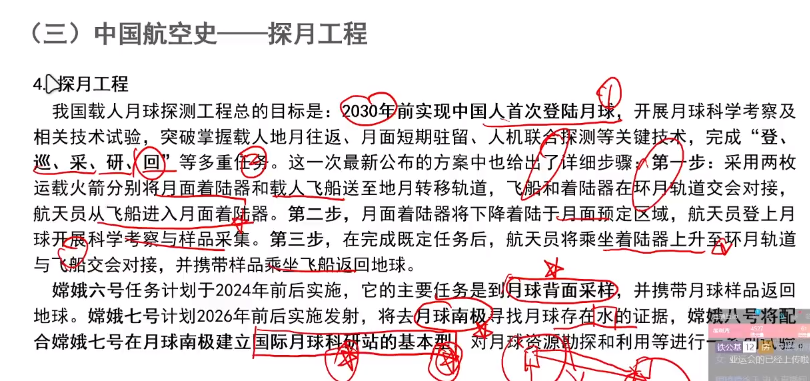 （三）中国航空史——探月工程
4.探月工程
我国载人月球探测工程总的目标是：2030年前实现中国人首次登陆月球，开展月球科学考察及
相关技术试验，突破掌握载人地月往返、月面短期驻留、人机联合探测等关键技术，完成“登、
巡、采、研、回”等多重任务。这一次最新公布的方案中也给出了详细步骤：第一步：采用两枚
运载火箭分别将月面着陆器和载人飞船送至地月转移轨道，飞船和着陆器在环月轨道交会对接，
航天员从飞船进入月面着陆器。第二步，月面着陆器将下降着陆于月面预定区域，航天员登上月
球开展科学考察与样品采集。第三步，在完成既定任务后，航天员将乘坐着陆器上升至环月轨道
与飞船交会对接，并携带样品乘坐飞船返回地球。
嫦娥六号任务计划于2024年前后实施，它的主要任务是到月球背面采样，并携带月球样品返回
地球。嫦娥七号计划2026年前后实施发射，将去月球南极寻找月球存在水的证据，嫦娥八号将配
合嫦娥七号在月球南极建立国际月球科研站的基本型，对月球资源勘探和利用等进行
铁公基 12
亚运会的已经上传啦